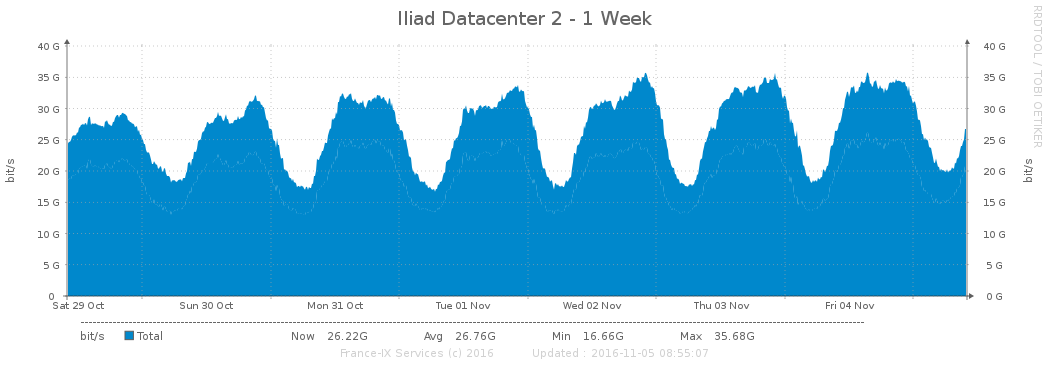 Iliad Datacenter 2 - 1 Week
RRDTOOL / TOBI OETIKER
40 G 40 G
35 G 35 G
30 G 30 G
25 G 25 G
20 G 20 G
15 G 15 G
10 G 10 G
5 G 5 G
0 0 G
bit/s bit/s
Sat 29 Oct Sun 30 Oct Mon 31 Oct Tue 01 Nov Wed 02 Nov Thu 03 Nov Fri 04 Nov
bit/s Total Now 26.22G Avg 26.76G Min 16.66G Max 35.68G
France-IX Services (c) 2016 Updated : 2016-11-05 08:55:07